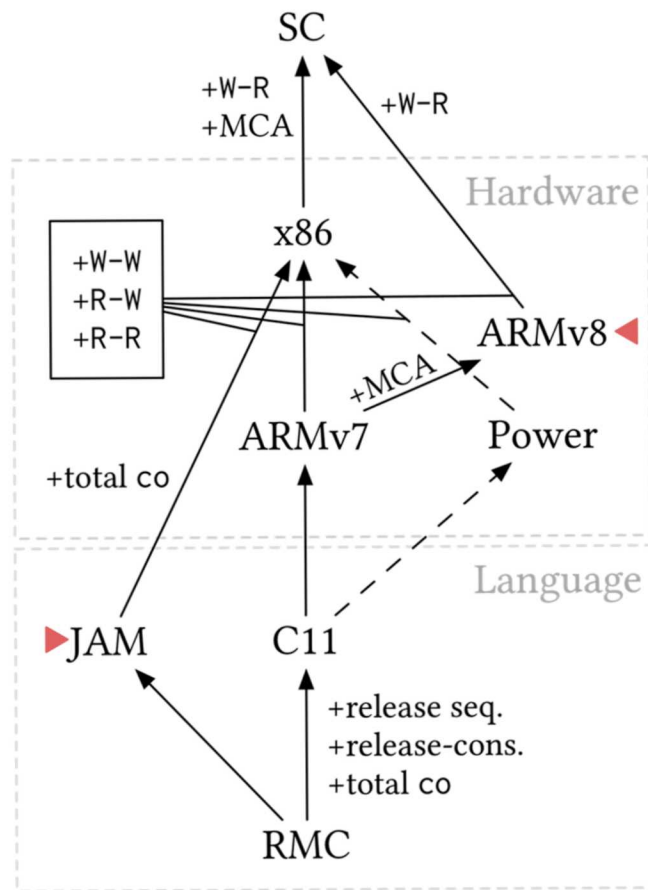 SC
+W-R
+MCA
+W-R
Hardware
x86
+W-W
+R-W
+R-R
ARMv8
+MCA
ARMv7
Power
+total co
Language
JAM
C11
+release seq.
+release-cons.
+total co
RMC